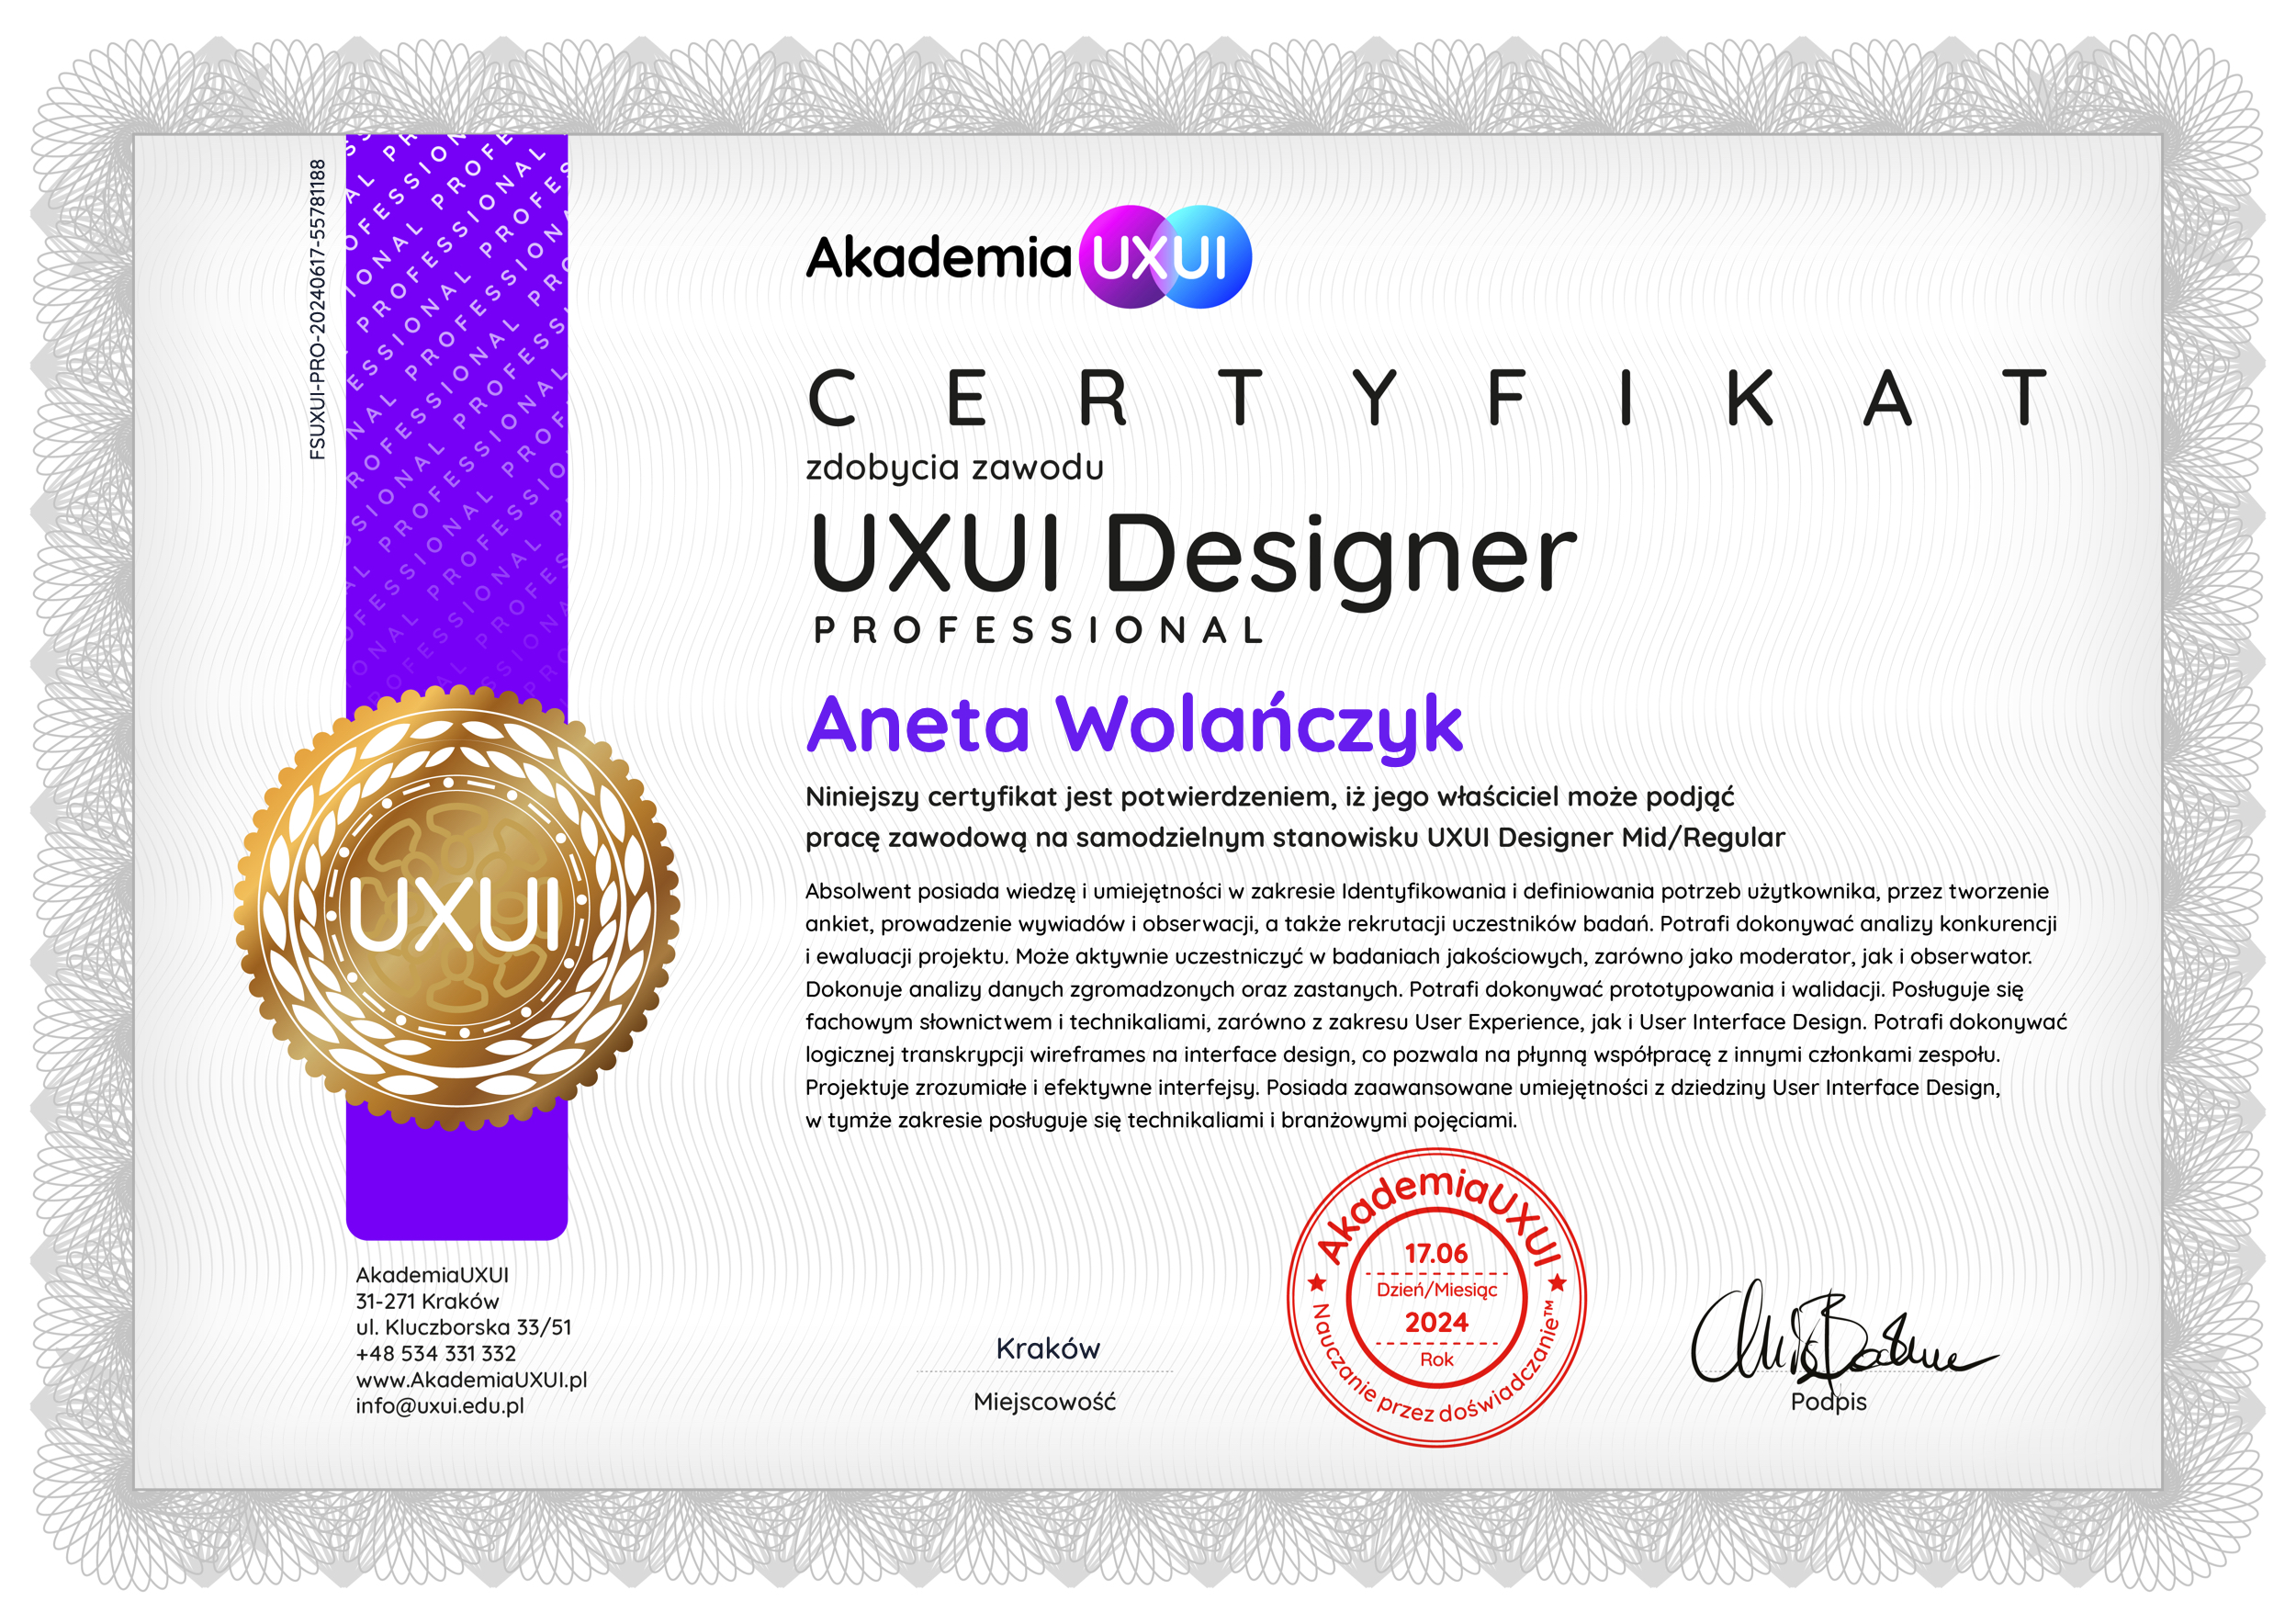 FSUXUI-PRO-20240617-55781188
Akademia UXUI
CERTYFIKAT
zdobycia zawodu
UXUI Designer
PROFESSIONAL
Aneta Wolańczyk
Niniejszy certyfikat jest potwierdzeniem, iż jego właściciel może podjąć
pracę zawodową na samodzielnym stanowisku UXUI Designer Mid/Regular
Absolwent posiada wiedzę i umiejętności w zakresie Identyfikowania i definiowania potrzeb użytkownika, przez tworzenie
ankiet, prowadzenie wywiadów i obserwacji, a także rekrutacji uczestników badań. Potrafi dokonywać analizy konkurencji
i ewaluacji projektu. Może aktywnie uczestniczyć w badaniach jakościowych, zarówno jako moderator, jak i obserwator.
Dokonuje analizy danych zgromadzonych oraz zastanych. Potrafi dokonywać prototypowania i walidacji. Posługuje się
fachowym słownictwem i technikaliami, zarówno z zakresu User Experience, jak i User Interface Design. Potrafi dokonywać
logicznej transkrypcji wireframes na interface design, co pozwala na płynną współpracę z innymi członkami zespołu.
Projektuje zrozumiałe i efektywne interfejsy. Posiada zaawansowane umiejętności z dziedziny User Interface Design,
w tymże zakresie posługuje się technikaliami i branżowymi pojęciami.
UXUI
AkademiaUXUI
31-271 Kraków
ul. Kluczborska 33/51
+48 534 331 332
www.AkademiaUXUI.pl
info@uxui.edu.pl
Kraków
Miejscowość
AkademiaUXUI
17.06
Dzień/Miesiąc
2024
Rok
Nauczanie przez doświadczanie™
Podpis